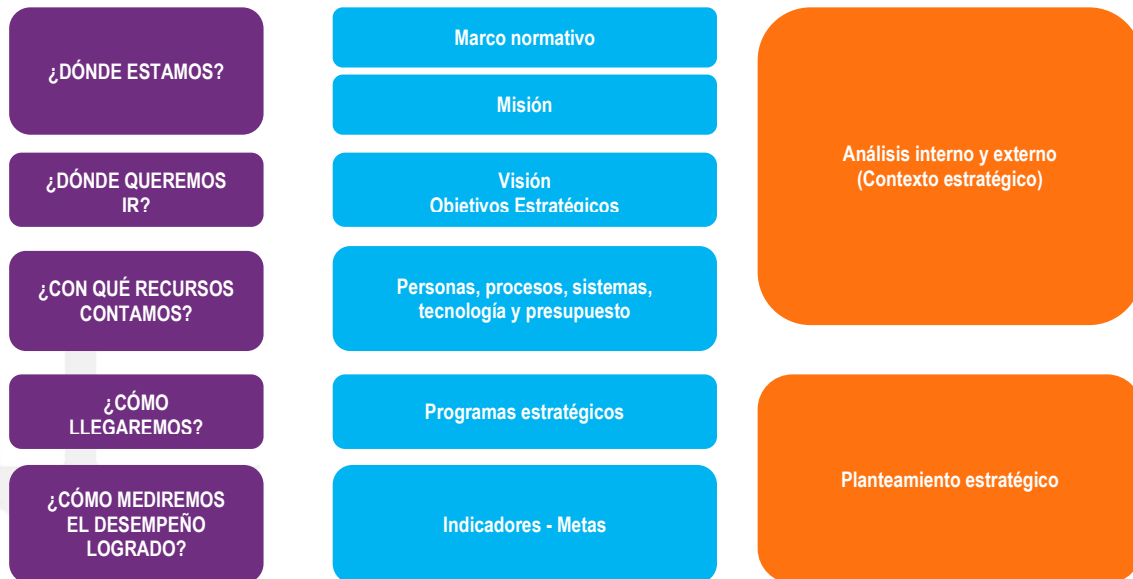 ¿DÓNDE ESTAMOS?
Marco normativo
Misión
¿DÓNDE QUEREMOS
IR?
Visión
Objetivos Estratégicos
Análisis interno y externo
(Contexto estratégico)
¿CON QUÉ RECURSOS
CONTAMOS?
Personas, procesos, sistemas,
tecnología y presupuesto
¿CÓMO
LLEGAREMOS?
Programas estratégicos
¿CÓMO MEDIREMOS
EL DESEMPEÑO
LOGRADO?
Indicadores - Metas
Planteamiento estratégico